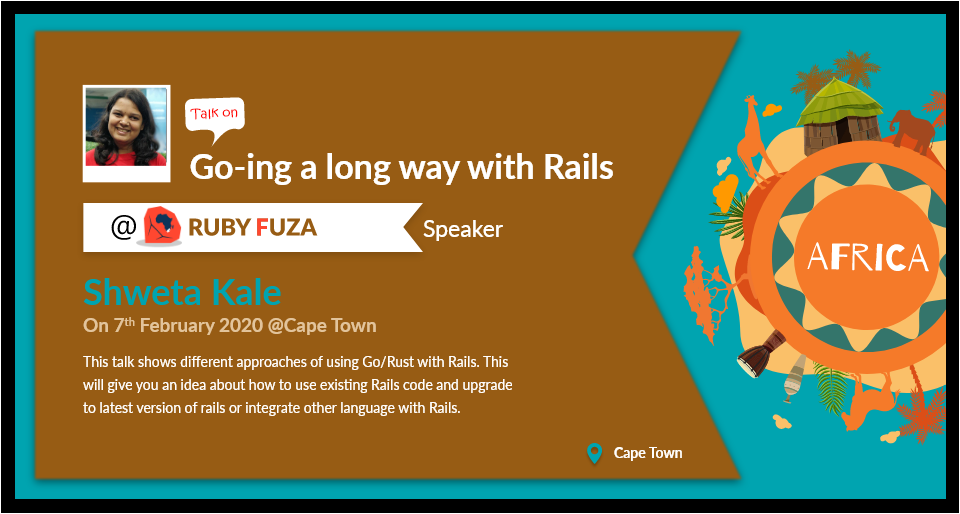 Talk on
Go-ing a long way with Rails
@ RUBY FUZA
Speaker
Shweta Kale
On 7th February 2020 @Cape Town
This talk shows different approaches of using Go/Rust with Rails. This
will give you an idea about how to use existing Rails code and upgrade
to latest version of rails or integrate other language with Rails.
Cape Town
AFRICA